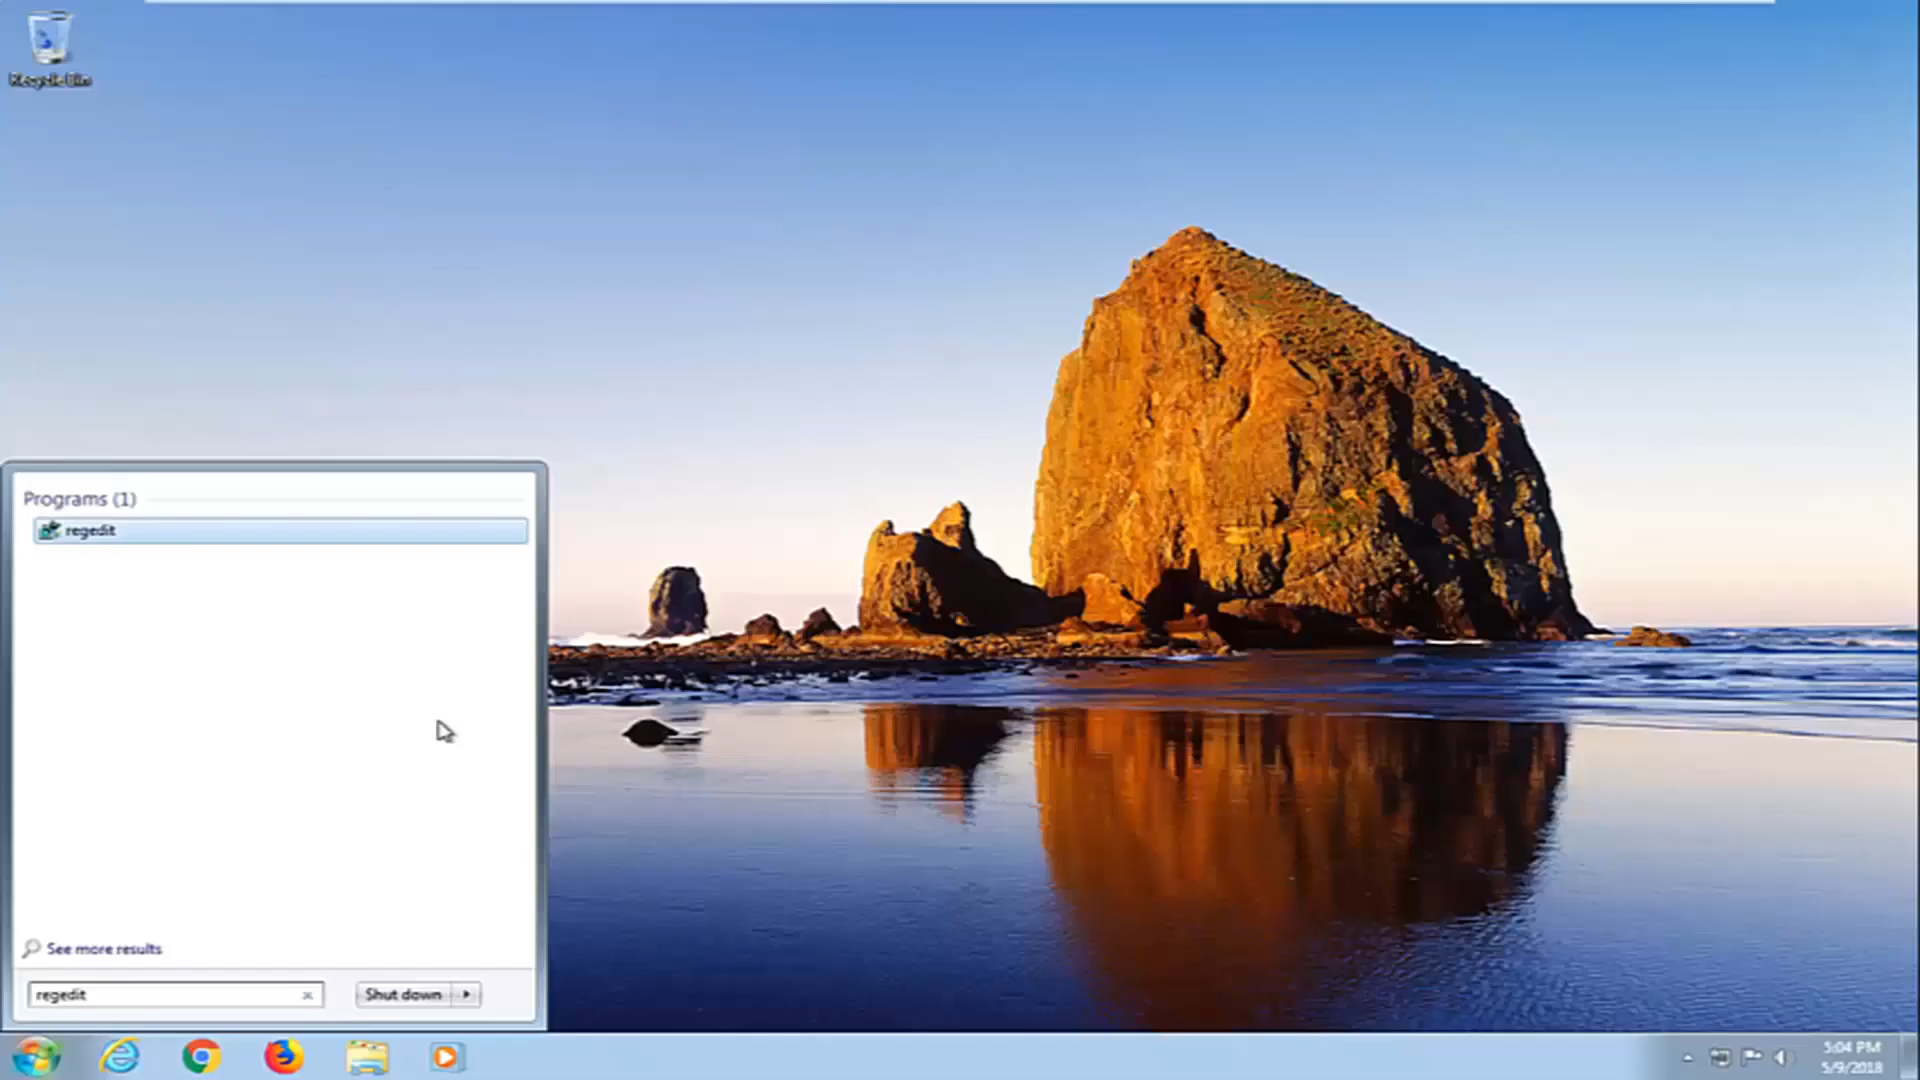 Recycle Bin
Programs (1)
regedit
See more results
regedit
Shut down
5:04 PM
5/9/2018